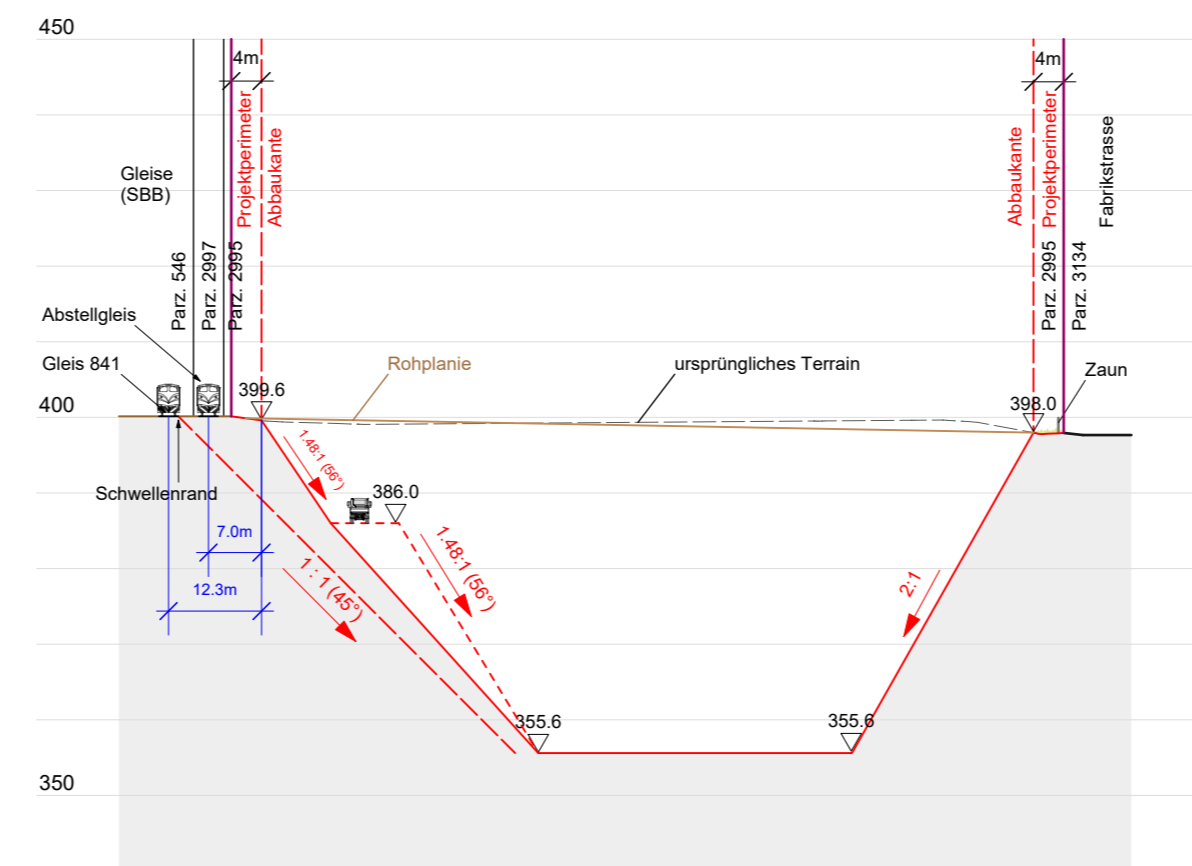 450
4m
4m
Projektperimeter
Abbaukante
Abbaukante
Projektperimeter
Fabrikstrasse
Gleise
(SBB)
Parz. 546
Parz. 2997
Parz. 2995
Parz. 2995
Parz. 3134
Abstellgleis
Gleis 841
Rohplanie
ursprüngliches Terrain
Zaun
399.6
400
398.0
1.48:1 (56°)
Schwellenrand
386.0
7.0m
1.48:1 (56°)
12.3m
1 : 1 (45°)
2:1
355.6
355.6
350